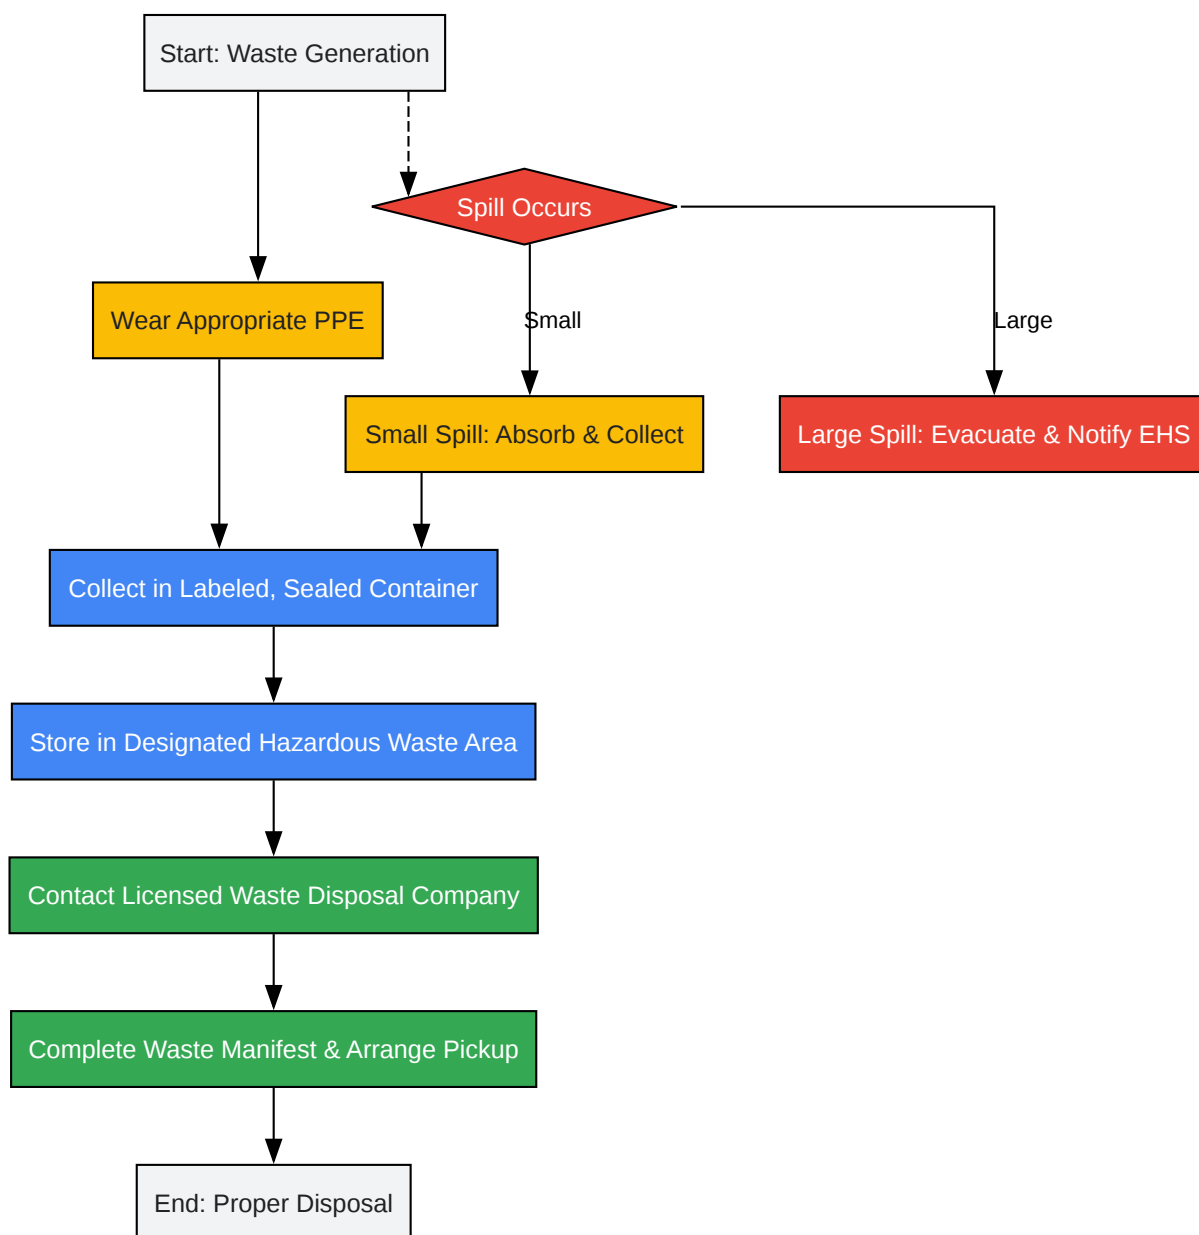 Start: Waste Generation
Spill Occurs
Wear Appropriate PPE
Small
Large
Small Spill: Absorb & Collect
Large Spill: Evacuate & Notify EHS
Collect in Labeled, Sealed Container
Store in Designated Hazardous Waste Area
Contact Licensed Waste Disposal Company
Complete Waste Manifest & Arrange Pickup
End: Proper Disposal